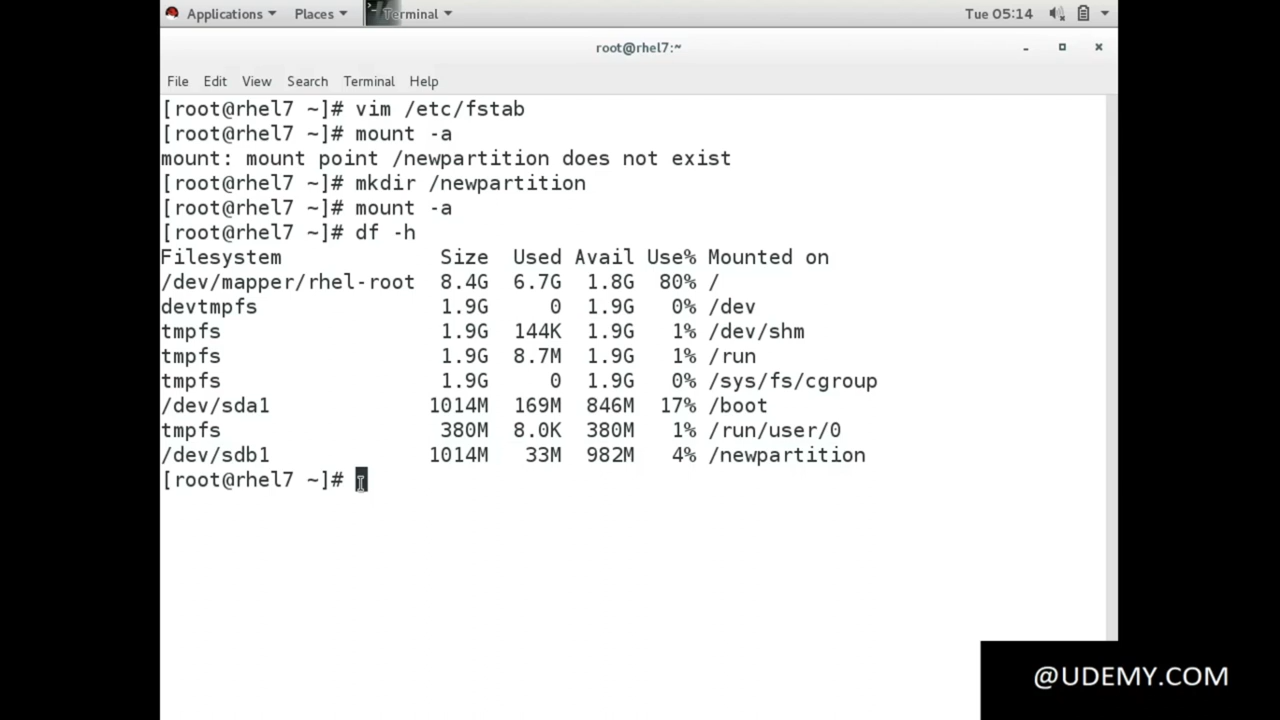 Applications Places Terminal Tue 05:14
root@rhel7:~
File Edit View Search Terminal Help
[root@rhel7 ~]# vim /etc/fstab
[root@rhel7 ~]# mount -a
mount: mount point /newpartition does not exist
[root@rhel7 ~]# mkdir /newpartition
[root@rhel7 ~]# mount -a
[root@rhel7 ~]# df -h
Filesystem Size Used Avail Use% Mounted on
/dev/mapper/rhel-root 8.4G 6.7G 1.8G 80% /
devtmpfs 1.9G 0 1.9G 0% /dev
tmpfs 1.9G 144K 1.9G 1% /dev/shm
tmpfs 1.9G 8.7M 1.9G 1% /run
tmpfs 1.9G 0 1.9G 0% /sys/fs/cgroup
/dev/sda1 1014M 169M 846M 17% /boot
tmpfs 380M 8.0K 380M 1% /run/user/0
/dev/sdb1 1014M 33M 982M 4% /newpartition
[root@rhel7 ~]#
@UDEMY.COM